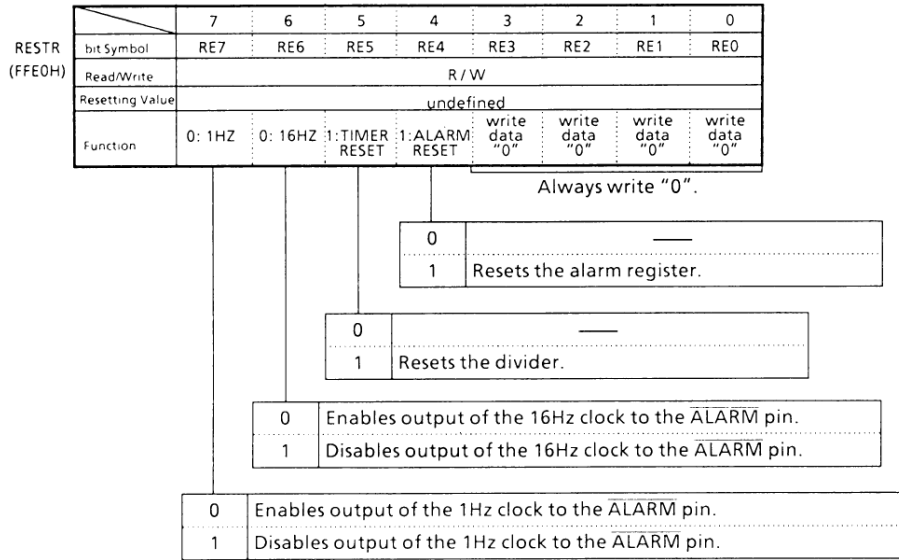 7 6 5 4 3 2 1 0
RESTR (FFE0H)
bit Symbol RE7 RE6 RE5 RE4 RE3 RE2 RE1 RE0
Read/Write R / W
Resetting Value undefined
Function 0: 1HZ 0: 16HZ 1:TIMER RESET 1:ALARM RESET write data "0" write data "0" write data "0" write data "0"
Always write "0".
0 —
1 Resets the alarm register.
0 —
1 Resets the divider.
0 Enables output of the 16Hz clock to the A̅L̅A̅R̅M̅ pin.
1 Disables output of the 16Hz clock to the A̅L̅A̅R̅M̅ pin.
0 Enables output of the 1Hz clock to the A̅L̅A̅R̅M̅ pin.
1 Disables output of the 1Hz clock to the A̅L̅A̅R̅M̅ pin.